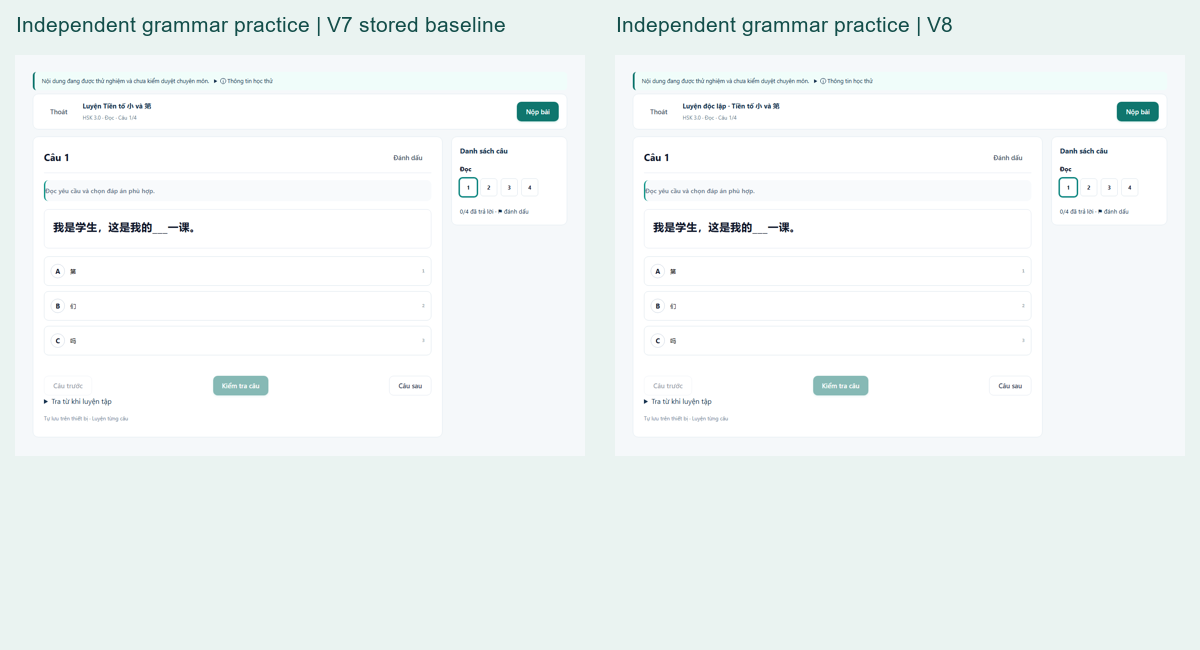 Independent grammar practice | V7 stored baseline
Nội dung đang được thử nghiệm và chưa kiểm duyệt chuyên môn. ▶ ⓘ Thông tin học thử
Thoát
Luyện Tiền tố 小 và 第
HSK 3.0 · Đọc · Câu 1/4
Nộp bài
Câu 1
Đánh dấu
Đọc yêu cầu và chọn đáp án phù hợp.
我是学生，这是我的___一课。
A 第 1
B 们 2
C 吗 3
Câu trước
Kiểm tra câu
Câu sau
▶ Tra từ khi luyện tập
Tự lưu trên thiết bị · Luyện từng câu
Danh sách câu
Đọc
1 2 3 4
0/4 đã trả lời · ⚑ đánh dấu
Independent grammar practice | V8
Nội dung đang được thử nghiệm và chưa kiểm duyệt chuyên môn. ▶ ⓘ Thông tin học thử
Thoát
Luyện độc lập · Tiền tố 小 và 第
HSK 3.0 · Đọc · Câu 1/4
Nộp bài
Câu 1
Đánh dấu
Đọc yêu cầu và chọn đáp án phù hợp.
我是学生，这是我的___一课。
A 第 1
B 们 2
C 吗 3
Câu trước
Kiểm tra câu
Câu sau
▶ Tra từ khi luyện tập
Tự lưu trên thiết bị · Luyện từng câu
Danh sách câu
Đọc
1 2 3 4
0/4 đã trả lời · ⚑ đánh dấu